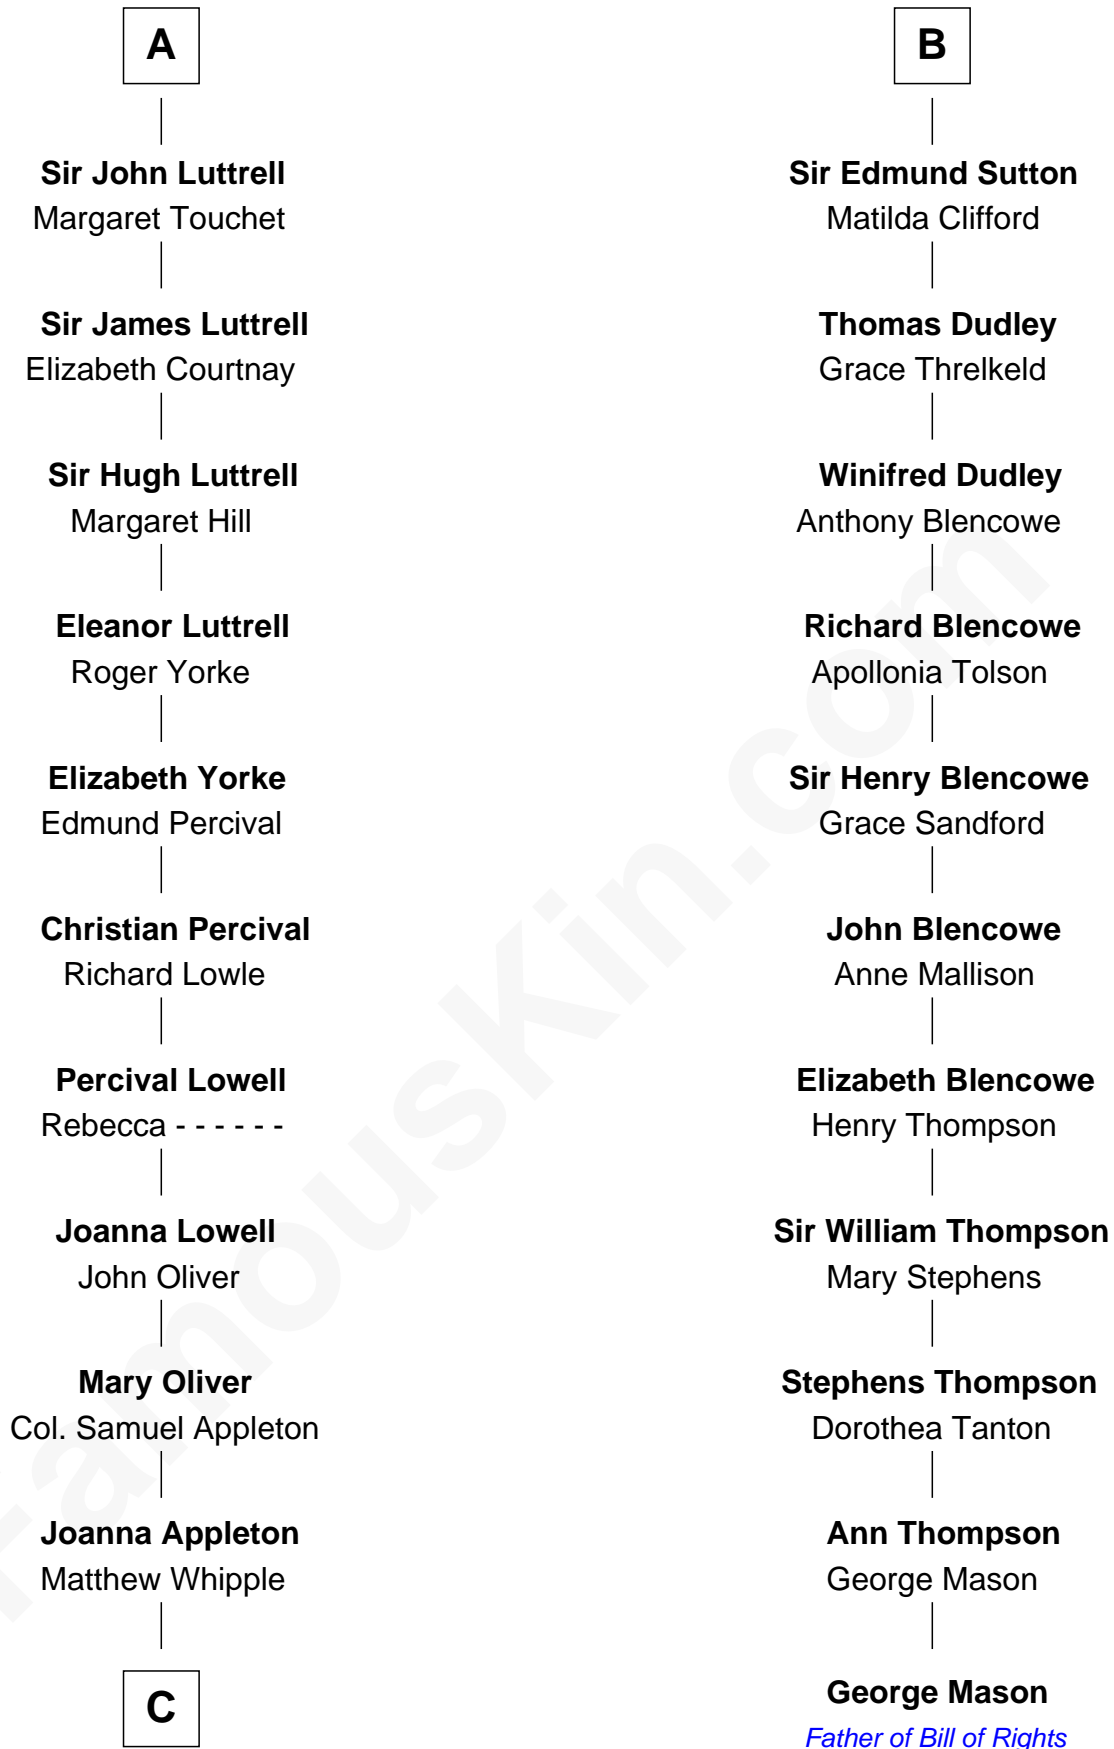 A
Sir John Luttrell
Margaret Touchet
Sir James Luttrell
Elizabeth Courtnay
Sir Hugh Luttrell
Margaret Hill
Eleanor Luttrell
Roger Yorke
Elizabeth Yorke
Edmund Percival
Christian Percival
Richard Lowle
Percival Lowell
Rebecca - - - - - -
Joanna Lowell
John Oliver
Mary Oliver
Col. Samuel Appleton
Joanna Appleton
Matthew Whipple
C
B
Sir Edmund Sutton
Matilda Clifford
Thomas Dudley
Grace Threlkeld
Winifred Dudley
Anthony Blencowe
Richard Blencowe
Apollonia Tolson
Sir Henry Blencowe
Grace Sandford
John Blencowe
Anne Mallison
Elizabeth Blencowe
Henry Thompson
Sir William Thompson
Mary Stephens
Stephens Thompson
Dorothea Tanton
Ann Thompson
George Mason
George Mason
Father of Bill of Rights
FamousKin.com